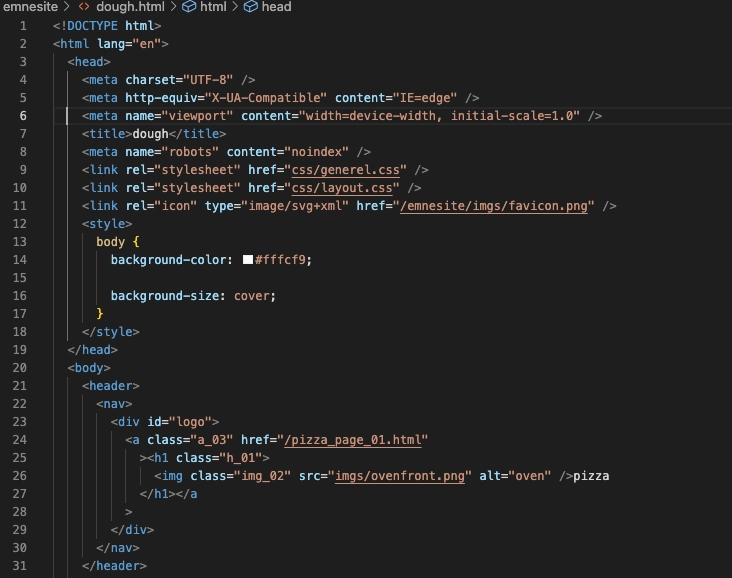 emnesite > <> dough.html > html > head
1 <!DOCTYPE html>
2 <html lang="en">
3 <head>
4 <meta charset="UTF-8" />
5 <meta http-equiv="X-UA-Compatible" content="IE=edge" />
6 <meta name="viewport" content="width=device-width, initial-scale=1.0" />
7 <title>dough</title>
8 <meta name="robots" content="noindex" />
9 <link rel="stylesheet" href="css/generel.css" />
10 <link rel="stylesheet" href="css/layout.css" />
11 <link rel="icon" type="image/svg+xml" href="/emnesite/imgs/favicon.png" />
12 <style>
13 body {
14 background-color: #fffcf9;
15
16 background-size: cover;
17 }
18 </style>
19 </head>
20 <body>
21 <header>
22 <nav>
23 <div id="logo">
24 <a class="a_03" href="/pizza_page_01.html"
25 ><h1 class="h_01">
26 <img class="img_02" src="imgs/ovenfront.png" alt="oven" />pizza
27 </h1></a
28 >
29 </div>
30 </nav>
31 </header>